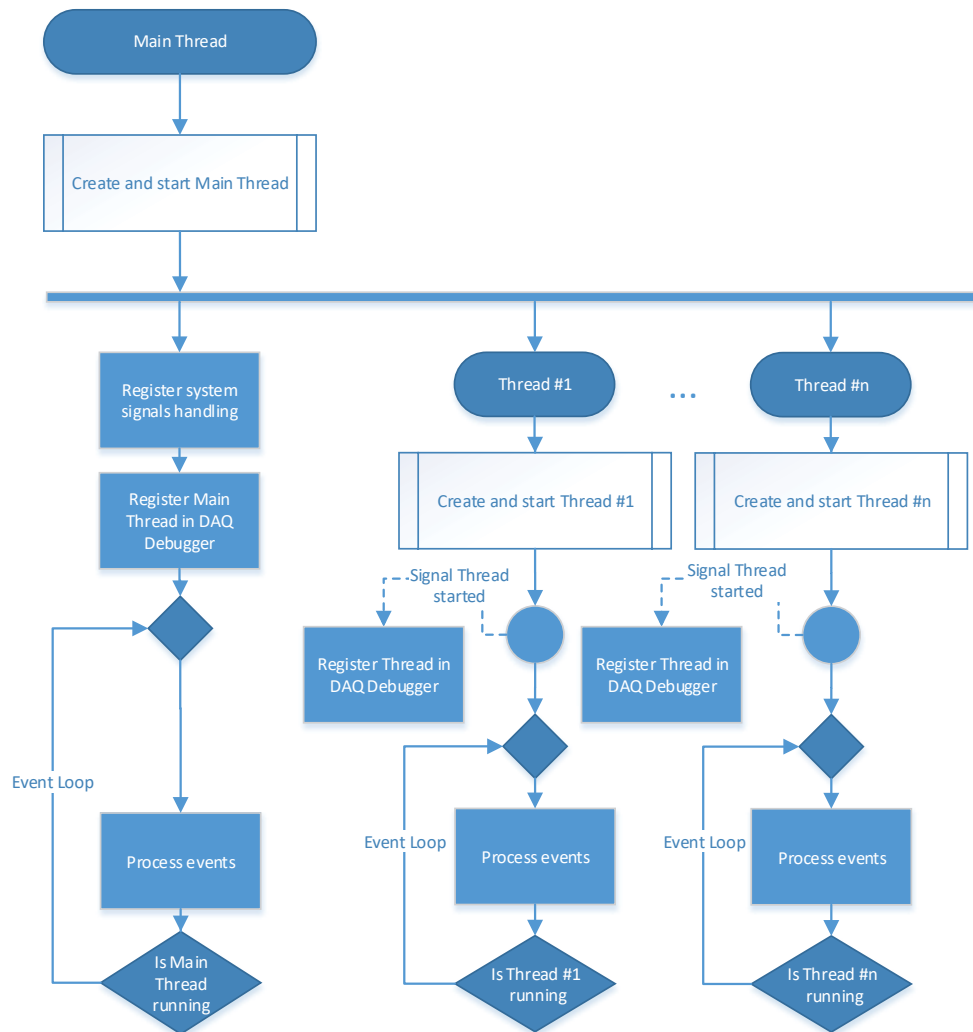 Main Thread
Create and start Main Thread
Register system
signals handling
Thread #1
...
Thread #n
Register Main
Thread in DAQ
Debugger
Create and start Thread #1
Create and start Thread #n
Signal Thread
started
Signal Thread
started
Register Thread in
DAQ Debugger
Register Thread in
DAQ Debugger
Event Loop
Process events
Event Loop
Process events
Event Loop
Process events
Is Main
Thread
running
Is Thread #1
running
Is Thread #n
running